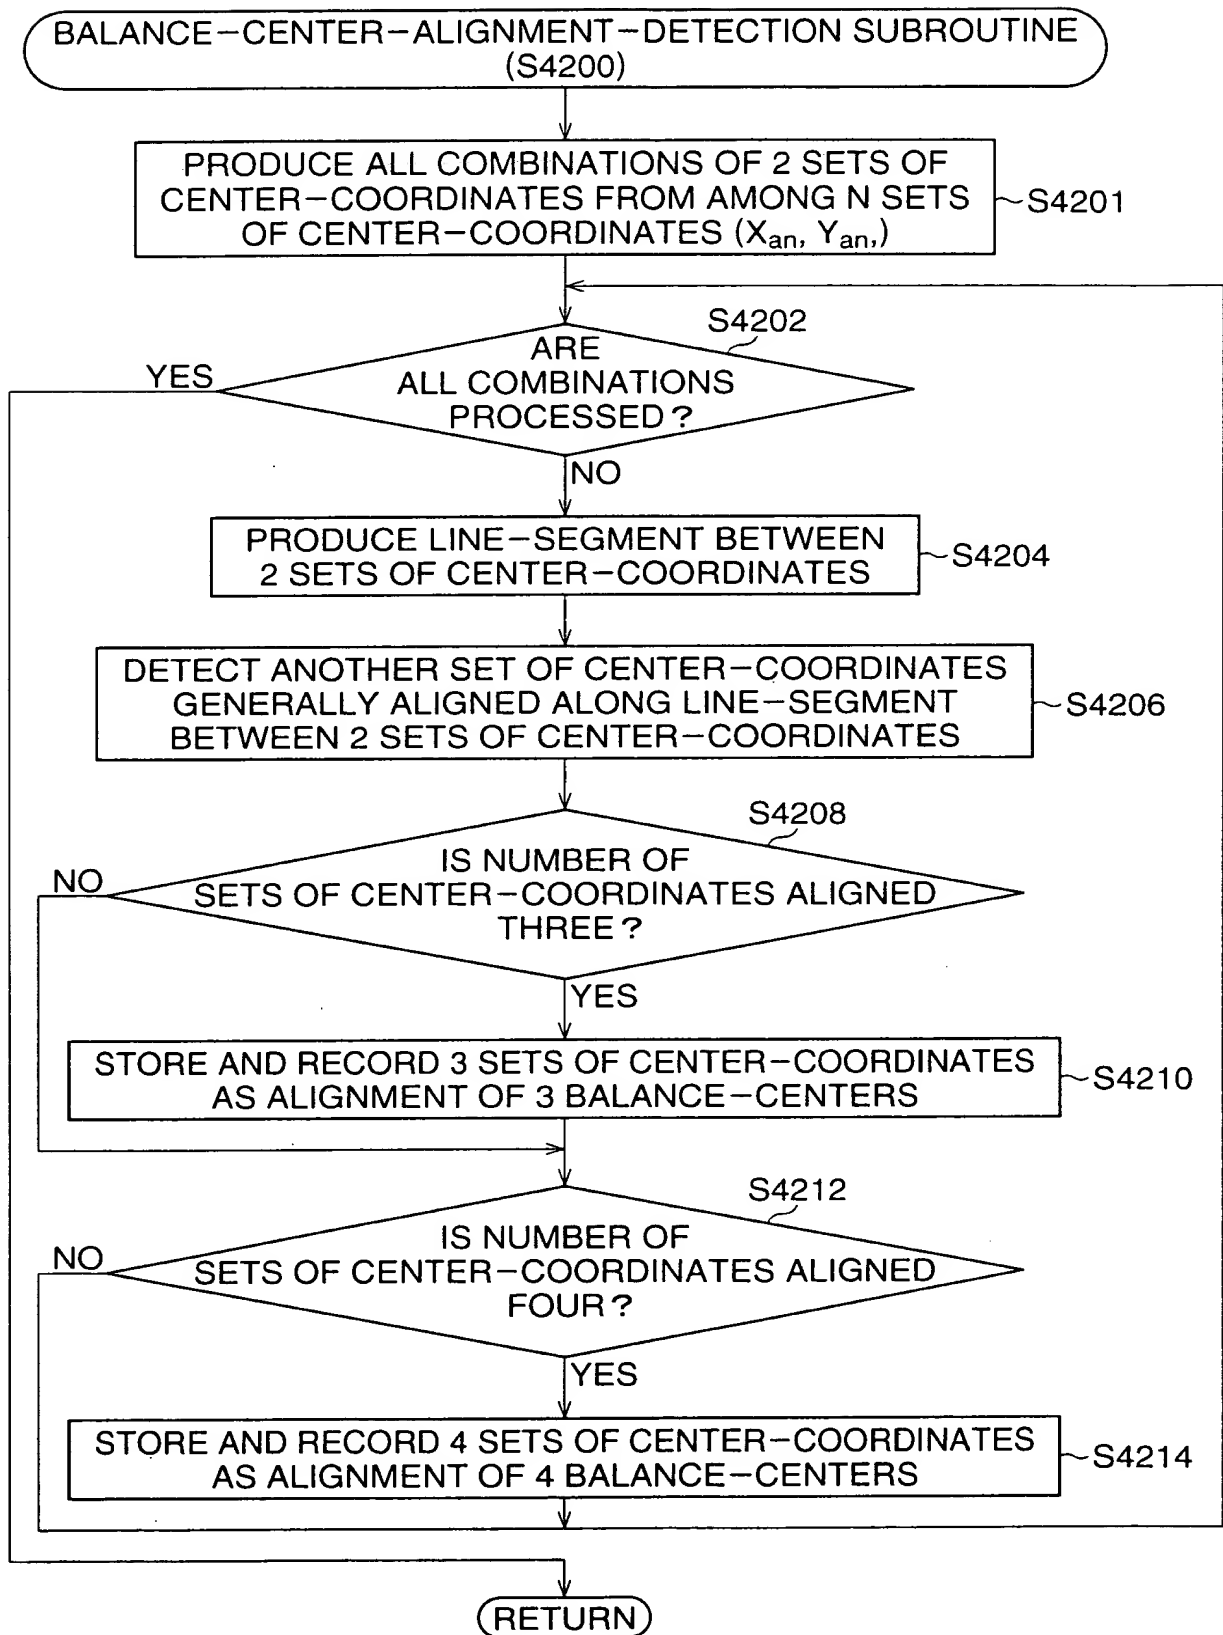 BALANCE-CENTER-ALIGNMENT-DETECTION SUBROUTINE
(S4200)
PRODUCE ALL COMBINATIONS OF 2 SETS OF
CENTER-COORDINATES FROM AMONG N SETS
OF CENTER-COORDINATES (Xan, Yan,)
S4201
S4202
ARE
ALL COMBINATIONS
PROCESSED?
YES
NO
PRODUCE LINE-SEGMENT BETWEEN
2 SETS OF CENTER-COORDINATES
S4204
DETECT ANOTHER SET OF CENTER-COORDINATES
GENERALLY ALIGNED ALONG LINE-SEGMENT
BETWEEN 2 SETS OF CENTER-COORDINATES
S4206
S4208
IS NUMBER OF
SETS OF CENTER-COORDINATES ALIGNED
THREE?
NO
YES
STORE AND RECORD 3 SETS OF CENTER-COORDINATES
AS ALIGNMENT OF 3 BALANCE-CENTERS
S4210
S4212
IS NUMBER OF
SETS OF CENTER-COORDINATES ALIGNED
FOUR?
NO
YES
STORE AND RECORD 4 SETS OF CENTER-COORDINATES
AS ALIGNMENT OF 4 BALANCE-CENTERS
S4214
RETURN